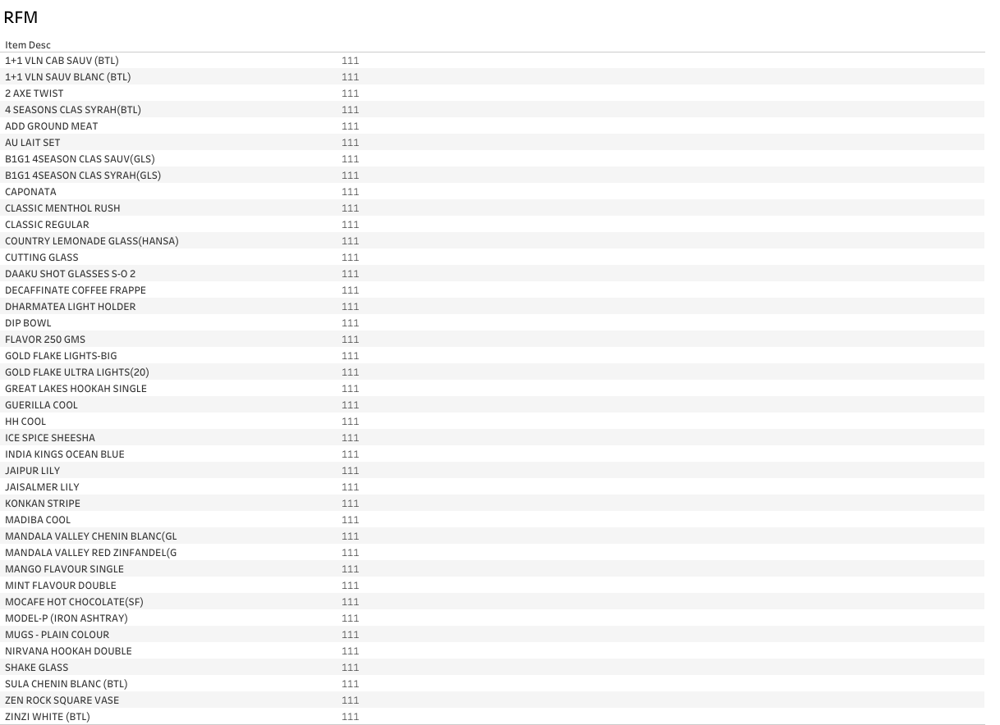 RFM
Item Desc
1+1 VLN CAB SAUV (BTL) 111
1+1 VLN SAUV BLANC (BTL) 111
2 AXE TWIST 111
4 SEASONS CLAS SYRAH(BTL) 111
ADD GROUND MEAT 111
AU LAIT SET 111
B1G1 4SEASON CLAS SAUV(GLS) 111
B1G1 4SEASON CLAS SYRAH(GLS) 111
CAPONATA 111
CLASSIC MENTHOL RUSH 111
CLASSIC REGULAR 111
COUNTRY LEMONADE GLASS(HANSA) 111
CUTTING GLASS 111
DAAKU SHOT GLASSES S-O 2 111
DECAFFINATE COFFEE FRAPPE 111
DHARMATEA LIGHT HOLDER 111
DIP BOWL 111
FLAVOR 250 GMS 111
GOLD FLAKE LIGHTS-BIG 111
GOLD FLAKE ULTRA LIGHTS(20) 111
GREAT LAKES HOOKAH SINGLE 111
GUERILLA COOL 111
HH COOL 111
ICE SPICE SHEESHA 111
INDIA KINGS OCEAN BLUE 111
JAIPUR LILY 111
JAISALMER LILY 111
KONKAN STRIPE 111
MADIBA COOL 111
MANDALA VALLEY CHENIN BLANC(GL 111
MANDALA VALLEY RED ZINFANDEL(G 111
MANGO FLAVOUR SINGLE 111
MINT FLAVOUR DOUBLE 111
MOCAFE HOT CHOCOLATE(SF) 111
MODEL-P (IRON ASHTRAY) 111
MUGS - PLAIN COLOUR 111
NIRVANA HOOKAH DOUBLE 111
SHAKE GLASS 111
SULA CHENIN BLANC (BTL) 111
ZEN ROCK SQUARE VASE 111
ZINZI WHITE (BTL) 111